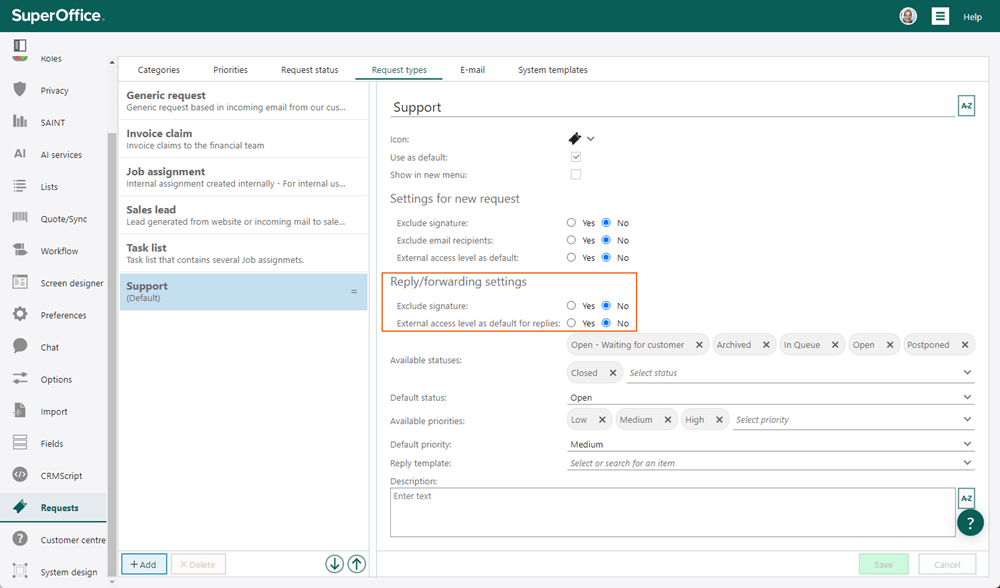 SuperOffice.
Help
Roles
Privacy
SAINT
AI
AI services
Lists
Quote/Sync
Workflow
Screen designer
Preferences
Chat
Options
Import
Fields
CRMScript
Requests
Customer centre
System design
Categories
Priorities
Request status
Request types
E-mail
System templates
Generic request
Generic request based in incoming email from our cus...
Invoice claim
Invoice claims to the financial team
Job assignment
Internal assignment created internally - For internal us...
Sales lead
Lead generated from website or incoming mail to sale...
Task list
Task list that contains several Job assignmets.
Support
(Default)
+ Add
× Delete
Support
A-Z
Icon:
Use as default:
Show in new menu:
Settings for new request
Exclude signature: Yes No
Exclude email recipients: Yes No
External access level as default: Yes No
Reply/forwarding settings
Exclude signature: Yes No
External access level as default for replies: Yes No
Available statuses:
Open - Waiting for customer × Archived × In Queue × Open × Postponed ×
Closed × Select status
Default status: Open
Available priorities: Low × Medium × High × Select priority
Default priority: Medium
Reply template: Select or search for an item
Description:
Enter text
A-Z
?
Save
Cancel